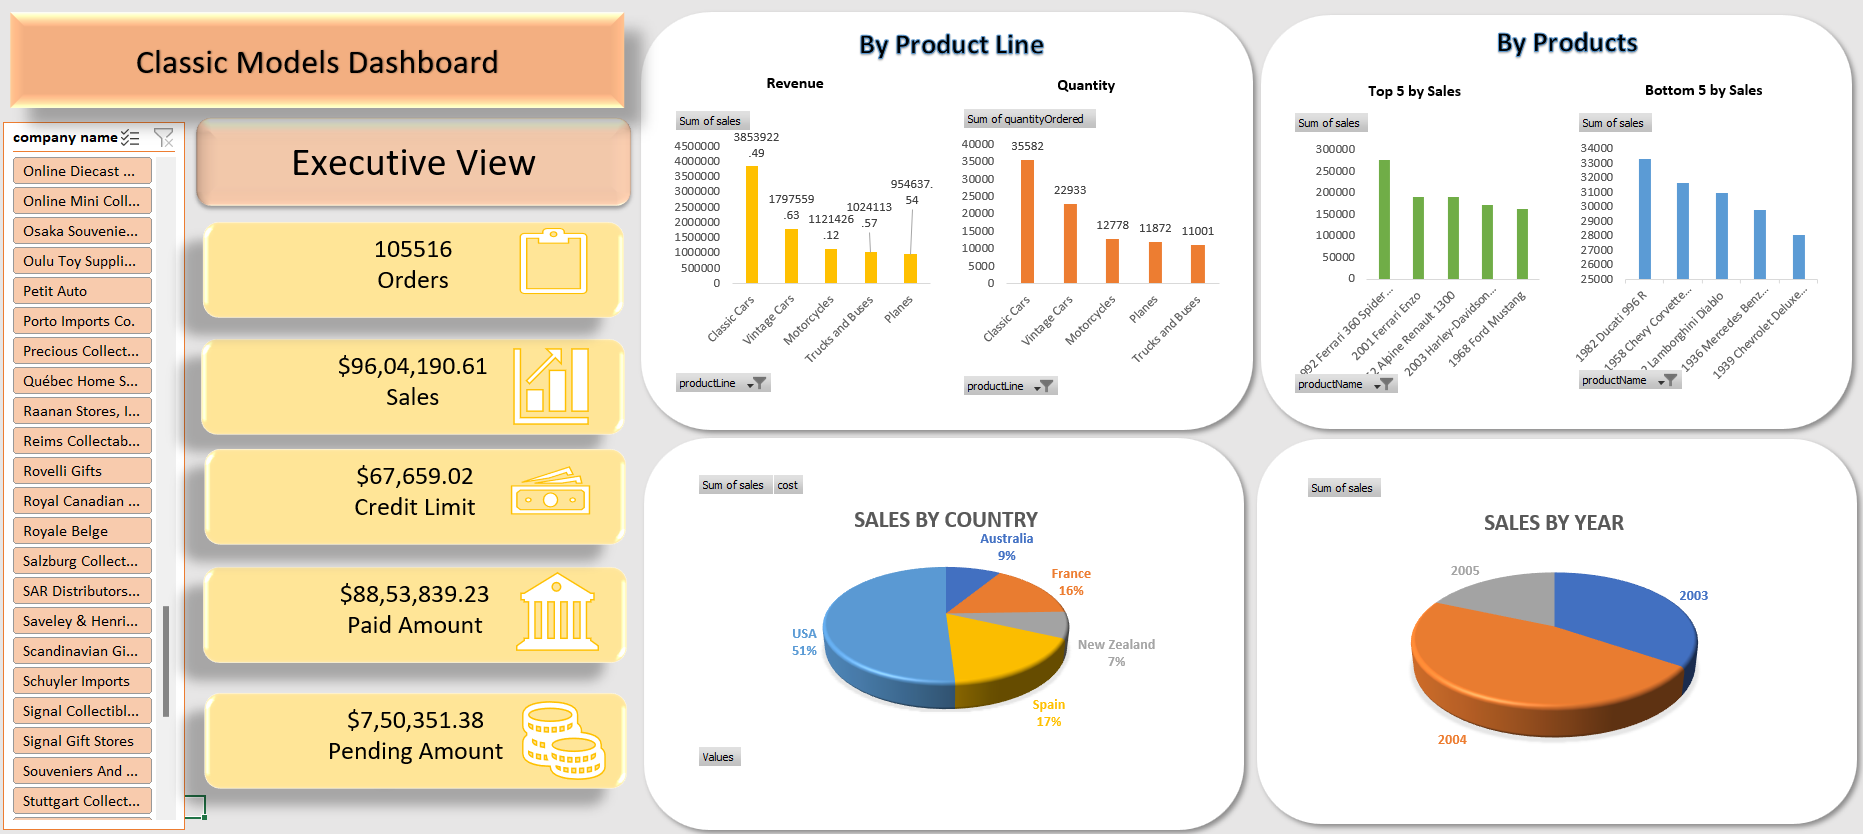 Classic Models Dashboard
company name
Online Diecast ...
Online Mini Coll...
Osaka Souvenie...
Oulu Toy Suppli...
Petit Auto
Porto Imports Co.
Precious Collect...
Québec Home S...
Raanan Stores, I...
Reims Collectab...
Rovelli Gifts
Royal Canadian ...
Royale Belge
Salzburg Collect...
SAR Distributors...
Saveley & Henri...
Scandinavian Gi...
Schuyler Imports
Signal Collectibl...
Signal Gift Stores
Souveniers And ...
Stuttgart Collect...
Executive View
105516
Orders
$96,04,190.61
Sales
$67,659.02
Credit Limit
$88,53,839.23
Paid Amount
$7,50,351.38
Pending Amount
By Product Line
Revenue
Sum of sales
4500000
4000000
3500000
3000000
2500000
2000000
1500000
1000000
500000
0
3853922
.49
1797559
.63
1121426
.12
1024113
.57
954637.
54
Classic Cars
Vintage Cars
Motorcycles
Trucks and Buses
Planes
productLine
Quantity
Sum of quantityOrdered
40000
35000
30000
25000
20000
15000
10000
5000
0
35582
22933
12778
11872
11001
Classic Cars
Vintage Cars
Motorcycles
Planes
Trucks and Buses
productLine
By Products
Top 5 by Sales
Sum of sales
300000
250000
200000
150000
100000
50000
0
992 Ferrari 360 Spider...
2001 Ferrari Enzo
2 Alpine Renault 1300
2003 Harley-Davidson...
1968 Ford Mustang
productName
Bottom 5 by Sales
Sum of sales
34000
33000
32000
31000
30000
29000
28000
27000
26000
25000
1982 Ducati 996 R
1958 Chevy Corvette...
2 Lamborghini Diablo
1936 Mercedes Benz...
1939 Chevrolet Deluxe...
productName
Sum of sales
cost
SALES BY COUNTRY
Australia
9%
France
16%
New Zealand
7%
Spain
17%
USA
51%
Values
Sum of sales
SALES BY YEAR
2005
2003
2004